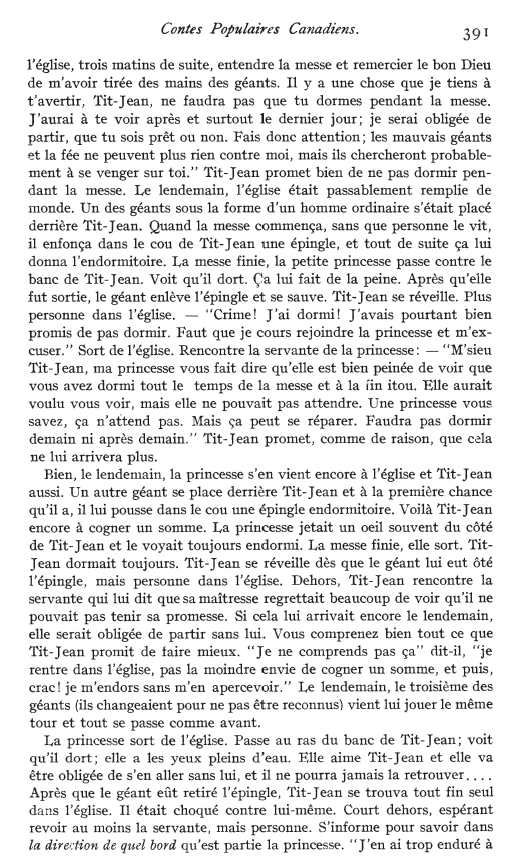 Contes Populaires Canadiens. 391
l'église, trois matins de suite, entendre la messe et remercier le bon Dieu
de m'avoir tirée des mains des géants. Il y a une chose que je tiens à
t'avertir, Tit-Jean, ne faudra pas que tu dormes pendant la messe.
J'aurai à te voir après et surtout le dernier jour; je serai obligée de
partir, que tu sois prêt ou non. Fais donc attention; les mauvais géants
et la fée ne peuvent plus rien contre moi, mais ils chercheront probable-
ment à se venger sur toi." Tit-Jean promet bien de ne pas dormir pen-
dant la messe. Le lendemain, l'église était passablement remplie de
monde. Un des géants sous la forme d'un homme ordinaire s'était placé
derrière Tit-Jean. Quand la messe commença, sans que personne le vit,
il enfonça dans le cou de Tit-Jean une épingle, et tout de suite ça lui
donna l'endormitoire. La messe finie, la petite princesse passe contre le
banc de Tit-Jean. Voit qu'il dort. Ça lui fait de la peine. Après qu'elle
fut sortie, le géant enlève l'épingle et se sauve. Tit-Jean se réveille. Plus
personne dans l'église. — "Crime! J'ai dormi! J'avais pourtant bien
promis de pas dormir. Faut que je cours rejoindre la princesse et m'ex-
cuser." Sort de l'église. Rencontre la servante de la princesse: — "M'sieu
Tit-Jean, ma princesse vous fait dire qu'elle est bien peinée de voir que
vous avez dormi tout le temps de la messe et à la fin itou. Elle aurait
voulu vous voir, mais elle ne pouvait pas attendre. Une princesse vous
savez, ça n'attend pas. Mais ça peut se réparer. Faudra pas dormir
demain ni après demain." Tit-Jean promet, comme de raison, que cela
ne lui arrivera plus.
Bien, le lendemain, la princesse s'en vient encore à l'église et Tit-Jean
aussi. Un autre géant se place derrière Tit-Jean et à la première chance
qu'il a, il lui pousse dans le cou une épingle endormitoire. Voilà Tit-Jean
encore à cogner un somme. La princesse jetait un oeil souvent du côté
de Tit-Jean et le voyait toujours endormi. La messe finie, elle sort. Tit-
Jean dormait toujours. Tit-Jean se réveille dès que le géant lui eut ôté
l'épingle, mais personne dans l'église. Dehors, Tit-Jean rencontre la
servante qui lui dit que sa maîtresse regrettait beaucoup de voir qu'il ne
pouvait pas tenir sa promesse. Si cela lui arrivait encore le lendemain,
elle serait obligée de partir sans lui. Vous comprenez bien tout ce que
Tit-Jean promit de faire mieux. "Je ne comprends pas ça" dit-il, "je
rentre dans l'église, pas la moindre envie de cogner un somme, et puis,
crac! je m'endors sans m'en apercevoir." Le lendemain, le troisième des
géants (ils changeaient pour ne pas être reconnus) vient lui jouer le même
tour et tout se passe comme avant.
La princesse sort de l'église. Passe au ras du banc de Tit-Jean; voit
qu'il dort; elle a les yeux pleins d'eau. Elle aime Tit-Jean et elle va
être obligée de s'en aller sans lui, et il ne pourra jamais la retrouver....
Après que le géant eût retiré l'épingle, Tit-Jean se trouva tout fin seul
dans l'église. Il était choqué contre lui-même. Court dehors, espérant
revoir au moins la servante, mais personne. S'informe pour savoir dans
la direction de quel bord qu'est partie la princesse. "J'en ai trop enduré à